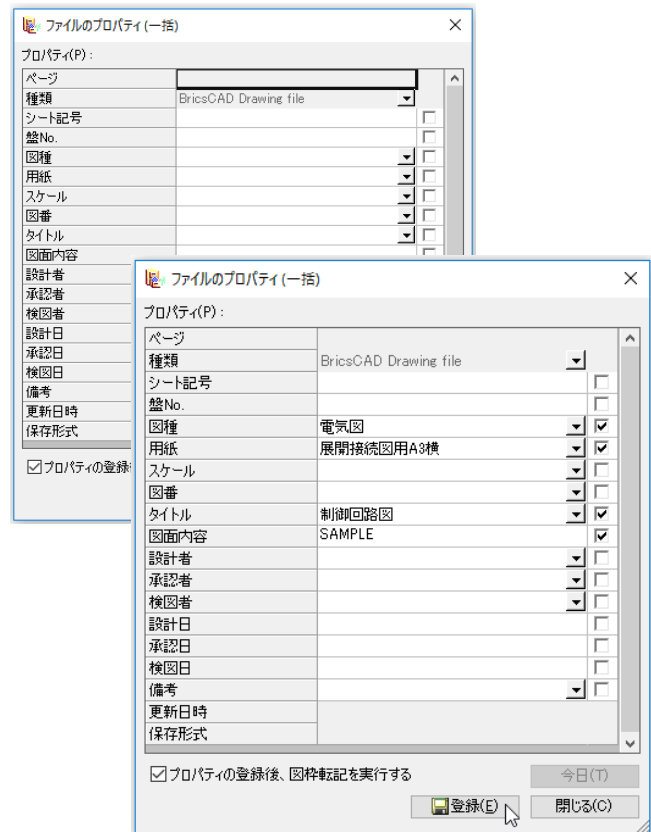 ファイルのプロパティ (一括)
プロパティ(P) :
ページ
種類 BricsCAD Drawing file
シート記号
盤No.
図種
用紙
スケール
図番
タイトル
図面内容
設計者
承認者
検図者
設計日
承認日
検図日
備考
更新日時
保存形式
プロパティの登録
ファイルのプロパティ (一括)
プロパティ(P) :
ページ
種類 BricsCAD Drawing file
シート記号
盤No.
図種 電気図
用紙 展開接続図用A3横
スケール
図番
タイトル 制御回路図
図面内容 SAMPLE
設計者
承認者
検図者
設計日
承認日
検図日
備考
更新日時
保存形式
プロパティの登録後、図枠転記を実行する 今日(T)
登録(E) 閉じる(C)